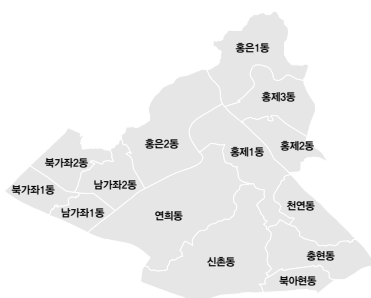 홍은1동
홍제3동
홍은2동
홍제1동
홍제2동
북가좌2동
북가좌1동
남가좌2동
남가좌1동
연희동
천연동
신촌동
충현동
북아현동